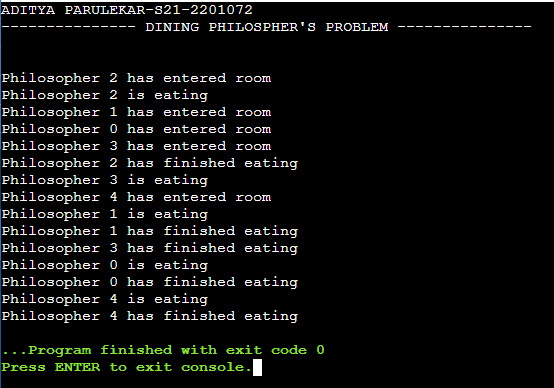 ADITYA PARULEKAR-S21-2201072
--------------- DINING PHILOSPHER'S PROBLEM ---------------
Philosopher 2 has entered room
Philosopher 2 is eating
Philosopher 1 has entered room
Philosopher 0 has entered room
Philosopher 3 has entered room
Philosopher 2 has finished eating
Philosopher 3 is eating
Philosopher 4 has entered room
Philosopher 1 is eating
Philosopher 1 has finished eating
Philosopher 3 has finished eating
Philosopher 0 is eating
Philosopher 0 has finished eating
Philosopher 4 is eating
Philosopher 4 has finished eating
...Program finished with exit code 0
Press ENTER to exit console.